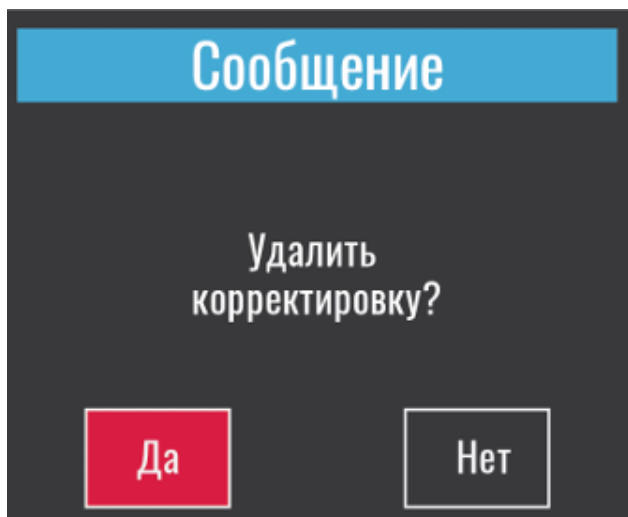 Сообщение
Удалить
корректировку?
Да
Нет